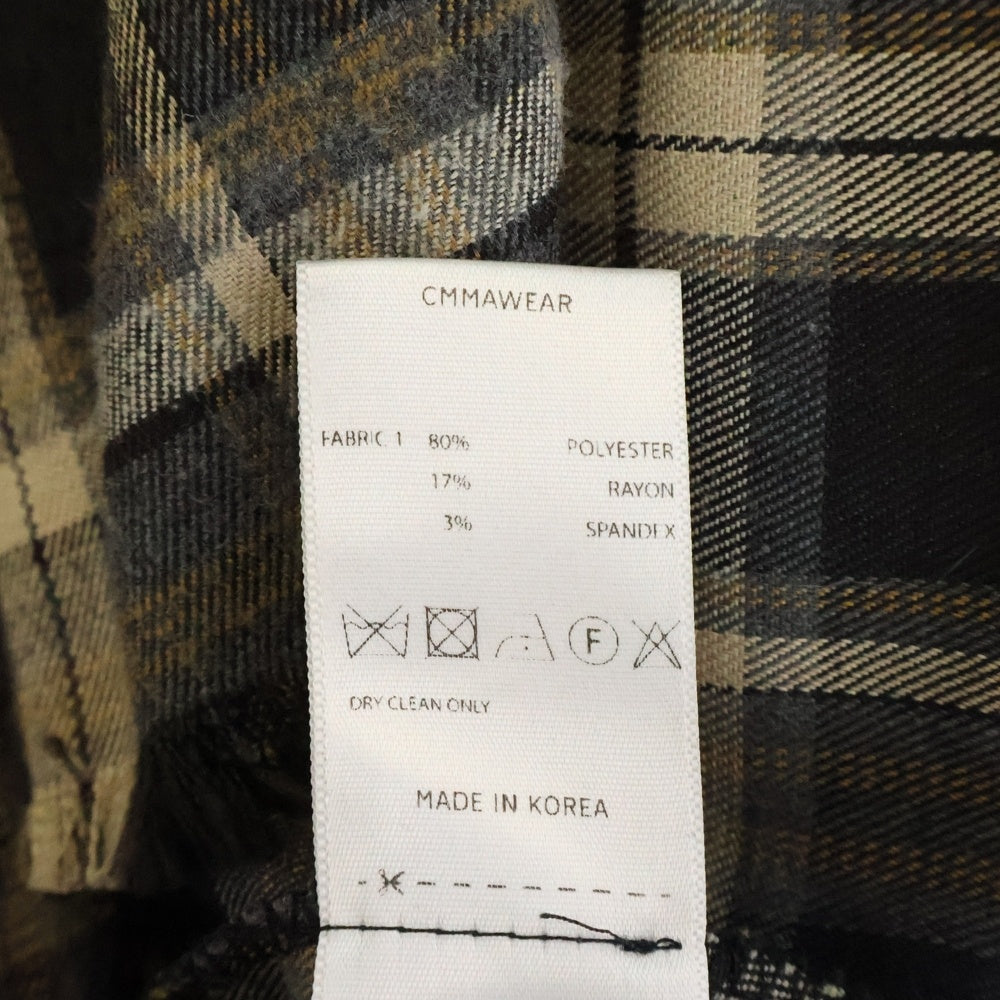 CMMAWEAR
FABRIC 1 80% POLYESTER
17% RAYON
3% SPANDEX
F
DRY CLEAN ONLY
MADE IN KOREA